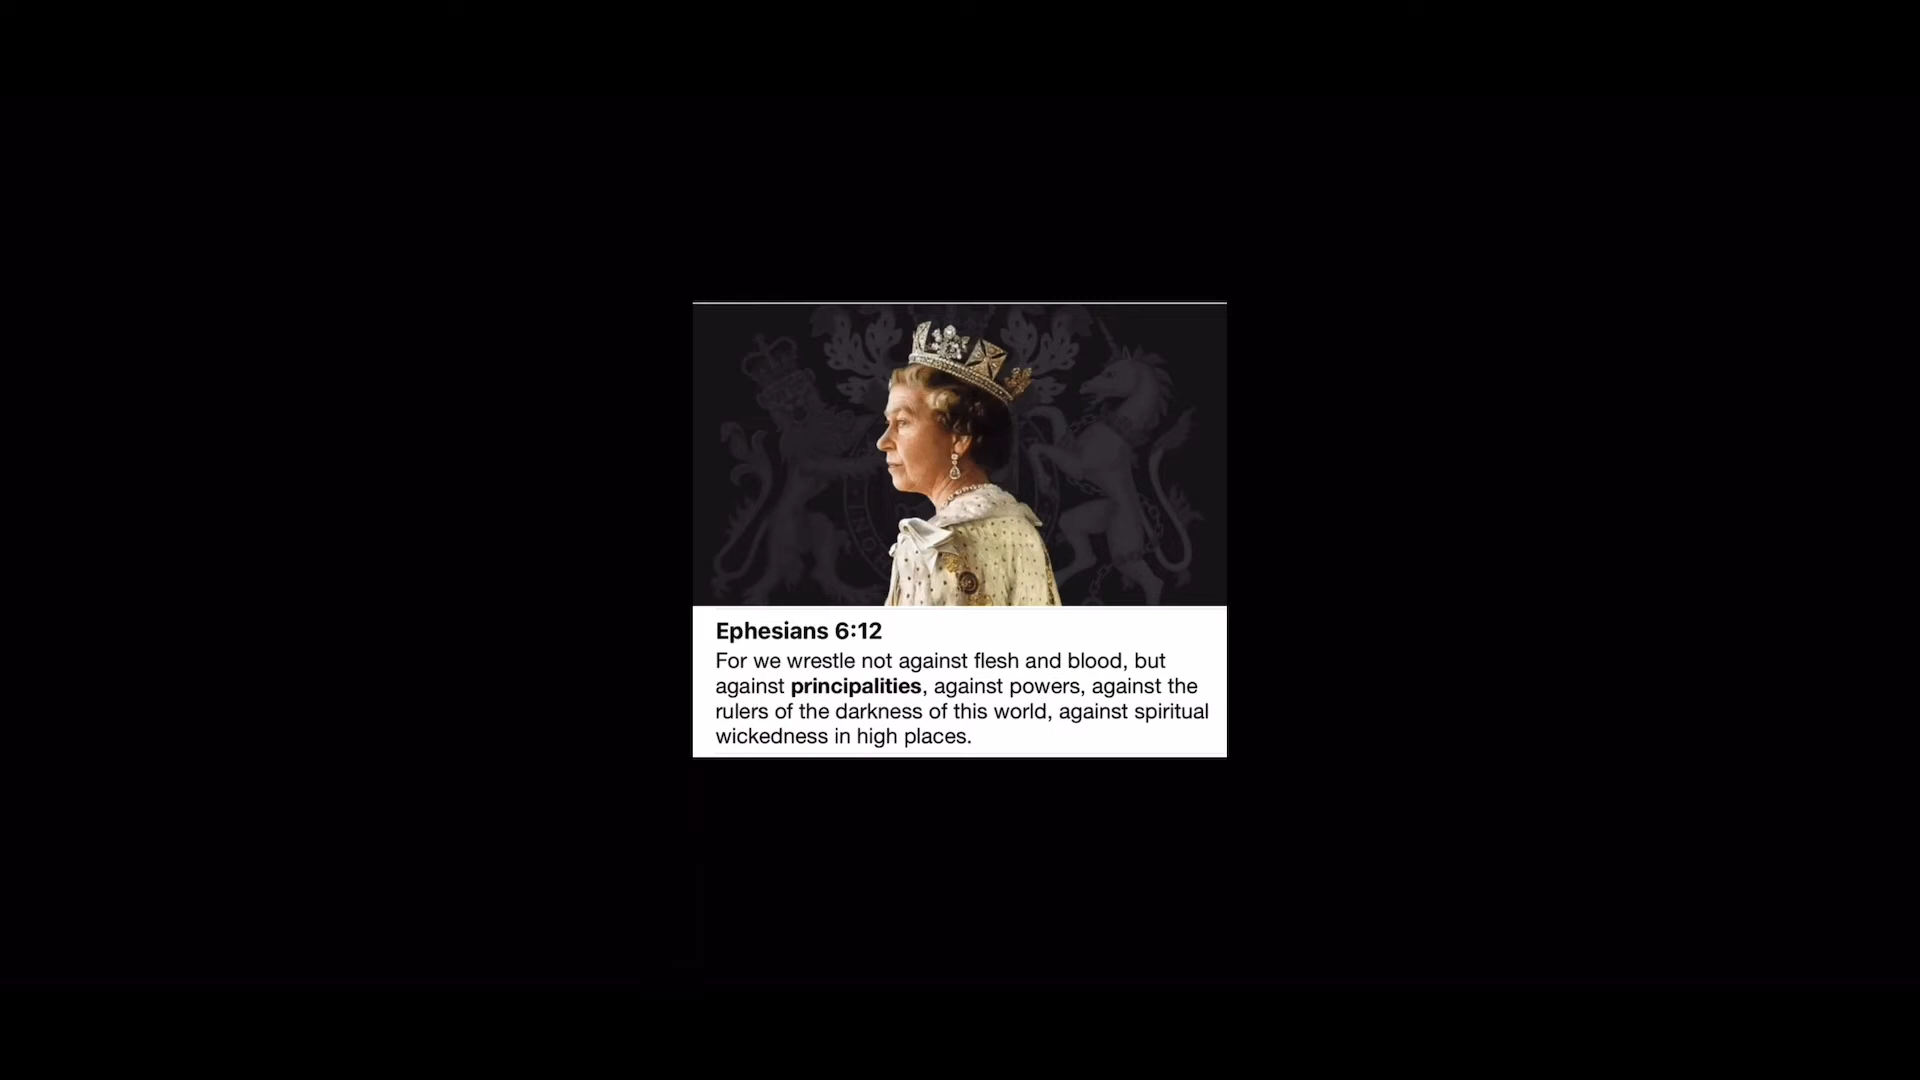 Ephesians 6:12
For we wrestle not against flesh and blood, but
against principalities, against powers, against the
rulers of the darkness of this world, against spiritual
wickedness in high places.